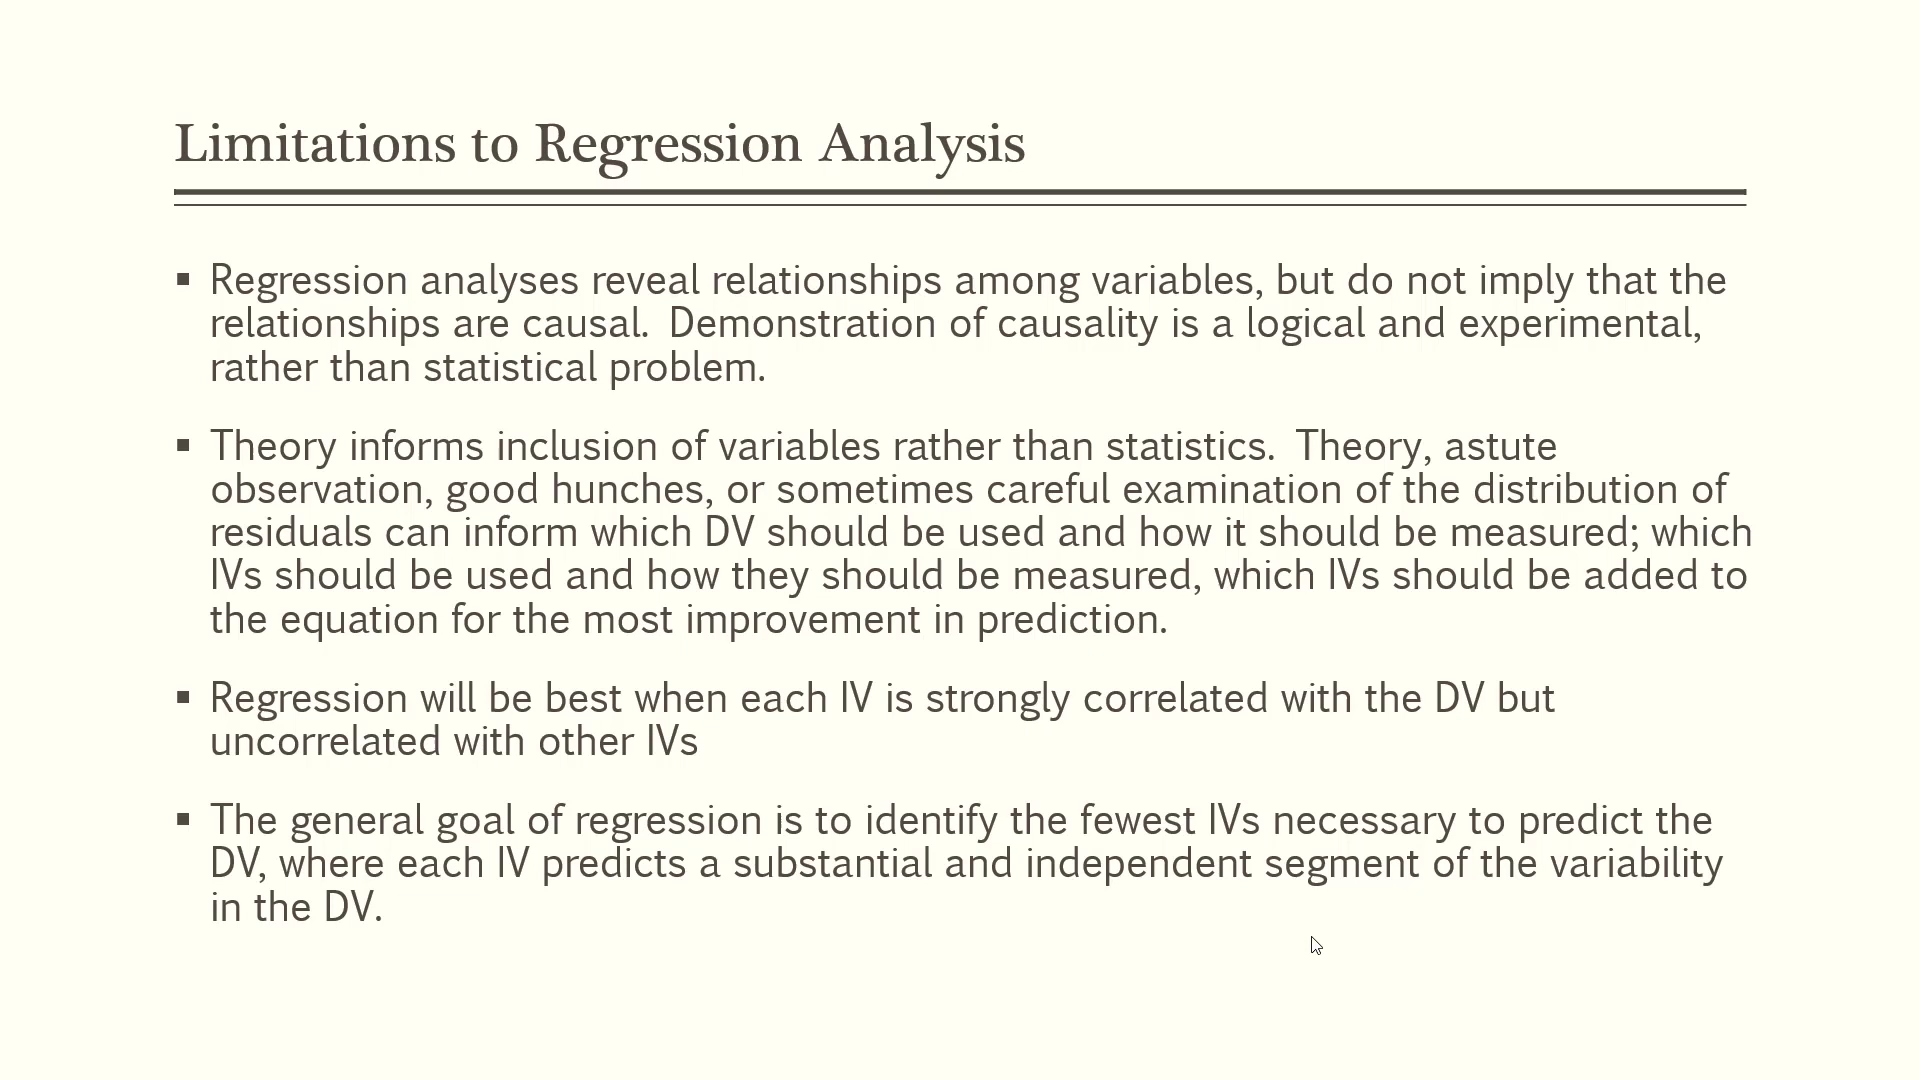 Limitations to Regression Analysis
▪ Regression analyses reveal relationships among variables, but do not imply that the
relationships are causal.  Demonstration of causality is a logical and experimental,
rather than statistical problem.
▪ Theory informs inclusion of variables rather than statistics.  Theory, astute
observation, good hunches, or sometimes careful examination of the distribution of
residuals can inform which DV should be used and how it should be measured; which
IVs should be used and how they should be measured, which IVs should be added to
the equation for the most improvement in prediction.
▪ Regression will be best when each IV is strongly correlated with the DV but
uncorrelated with other IVs
▪ The general goal of regression is to identify the fewest IVs necessary to predict the
DV, where each IV predicts a substantial and independent segment of the variability
in the DV.